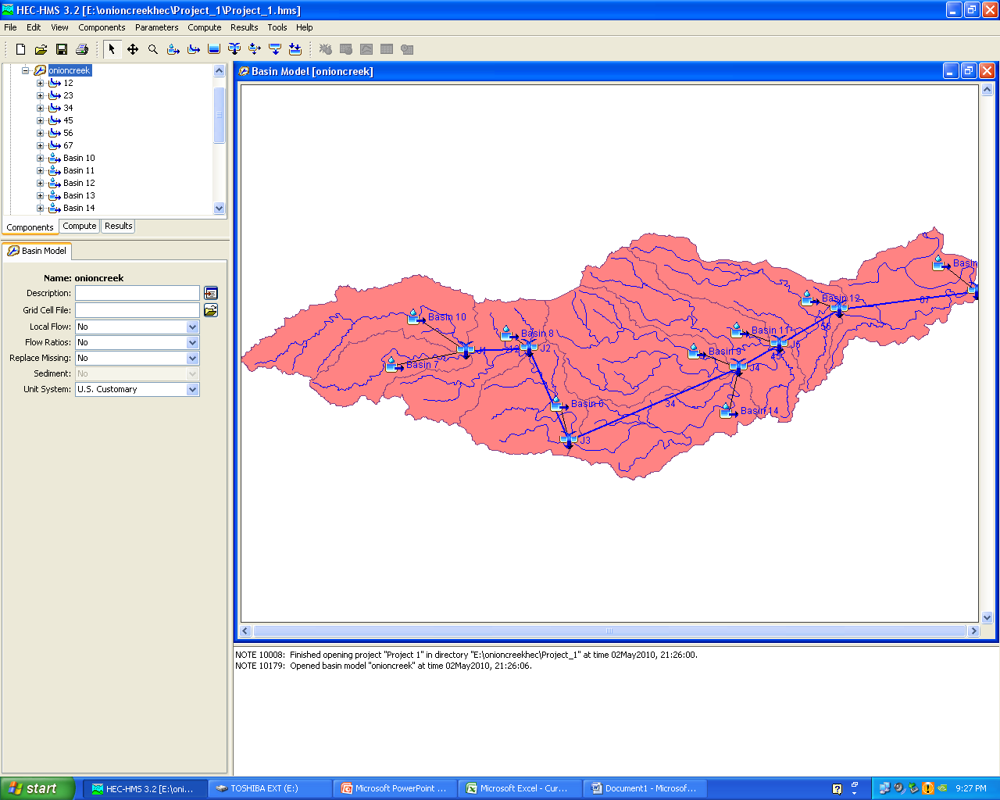 HEC-HMS 3.2 [E:\onioncreekhec\Project_1\Project_1.hms]
File Edit View Components Parameters Compute Results Tools Help
onioncreek
12
23
34
45
56
67
Basin 10
Basin 11
Basin 12
Basin 13
Basin 14
Components Compute Results
Basin Model
Name: onioncreek
Description:
Grid Cell File:
Local Flow: No
Flow Ratios: No
Replace Missing: No
Sediment: No
Unit System: U.S. Customary
Basin Model [onioncreek]
Basin
Basin 12
67
Basin 10
Basin 8
Basin 11
56
J1
12
J2
J5
Basin 9
45
Basin 7
J4
Basin 6
34
Basin 14
J3
NOTE 10008: Finished opening project "Project 1" in directory "E:\onioncreekhec\Project_1" at time 02May2010, 21:26:00.
NOTE 10179: Opened basin model "onioncreek" at time 02May2010, 21:26:06.
start
HEC-HMS 3.2 [E:\oni...
TOSHIBA EXT (E:)
Microsoft PowerPoint ...
Microsoft Excel - Cur...
Document1 - Microsof...
9:27 PM